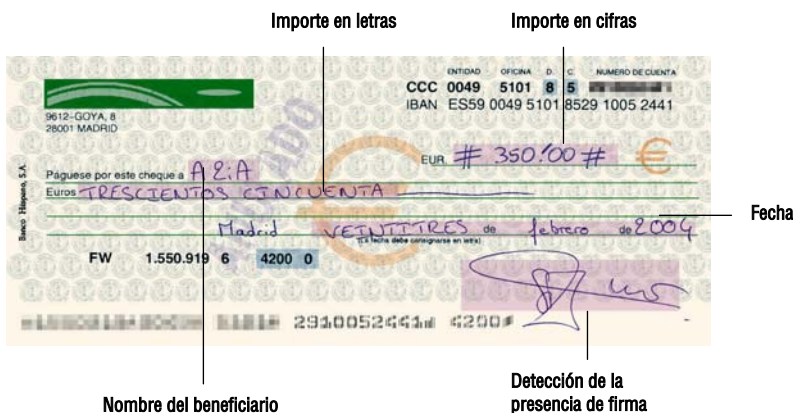 Importe en letras
Importe en cifras
ENTIDAD OFICINA D. C. NUMERO DE CUENTA
CCC 0049 5101 8 5
IBAN ES59 0049 5101 8529 1005 2441
9612-GOYA, 8
28001 MADRID
EUR. # 350.'00 #
Páguese por este cheque a A2iA
Euros TRESCIENTOS CINCUENTA
Banco Hispano, S.A.
Fecha
Madrid VEINTITRES de febrero de 2004
(La fecha debe consignarse en letra)
FW 1.550.919 6 4200 0
2910052441 4200
Nombre del beneficiario
Detección de la
presencia de firma